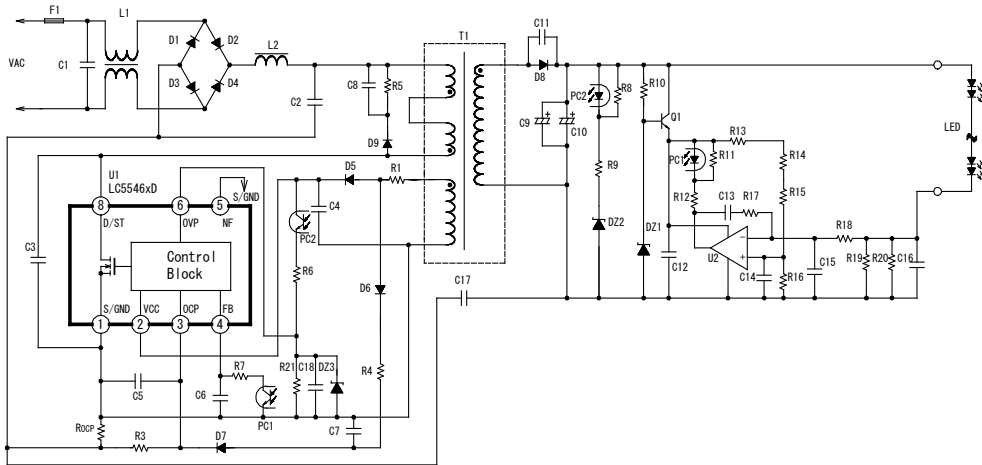 F1
L1
VAC
C1
D1
D2
D3
D4
L2
C2
C8
R5
D9
T1
C11
D8
C9
C10
PC2
R8
R9
DZ2
R10
DZ1
Q1
PC1
R11
R12
R13
R14
R15
C13
R17
U2
-
+
C12
C14
R16
C15
R18
R19
R20
C16
LED
C3
U1
LC5546xD
S/GND
8
6
5
D/ST
OVP
NF
Control
Block
S/GND
VCC
OCP
FB
1
2
3
4
D5
R1
C4
PC2
R6
D6
R4
C17
C5
R7
C6
PC1
R21
C18
DZ3
C7
ROCP
R3
D7